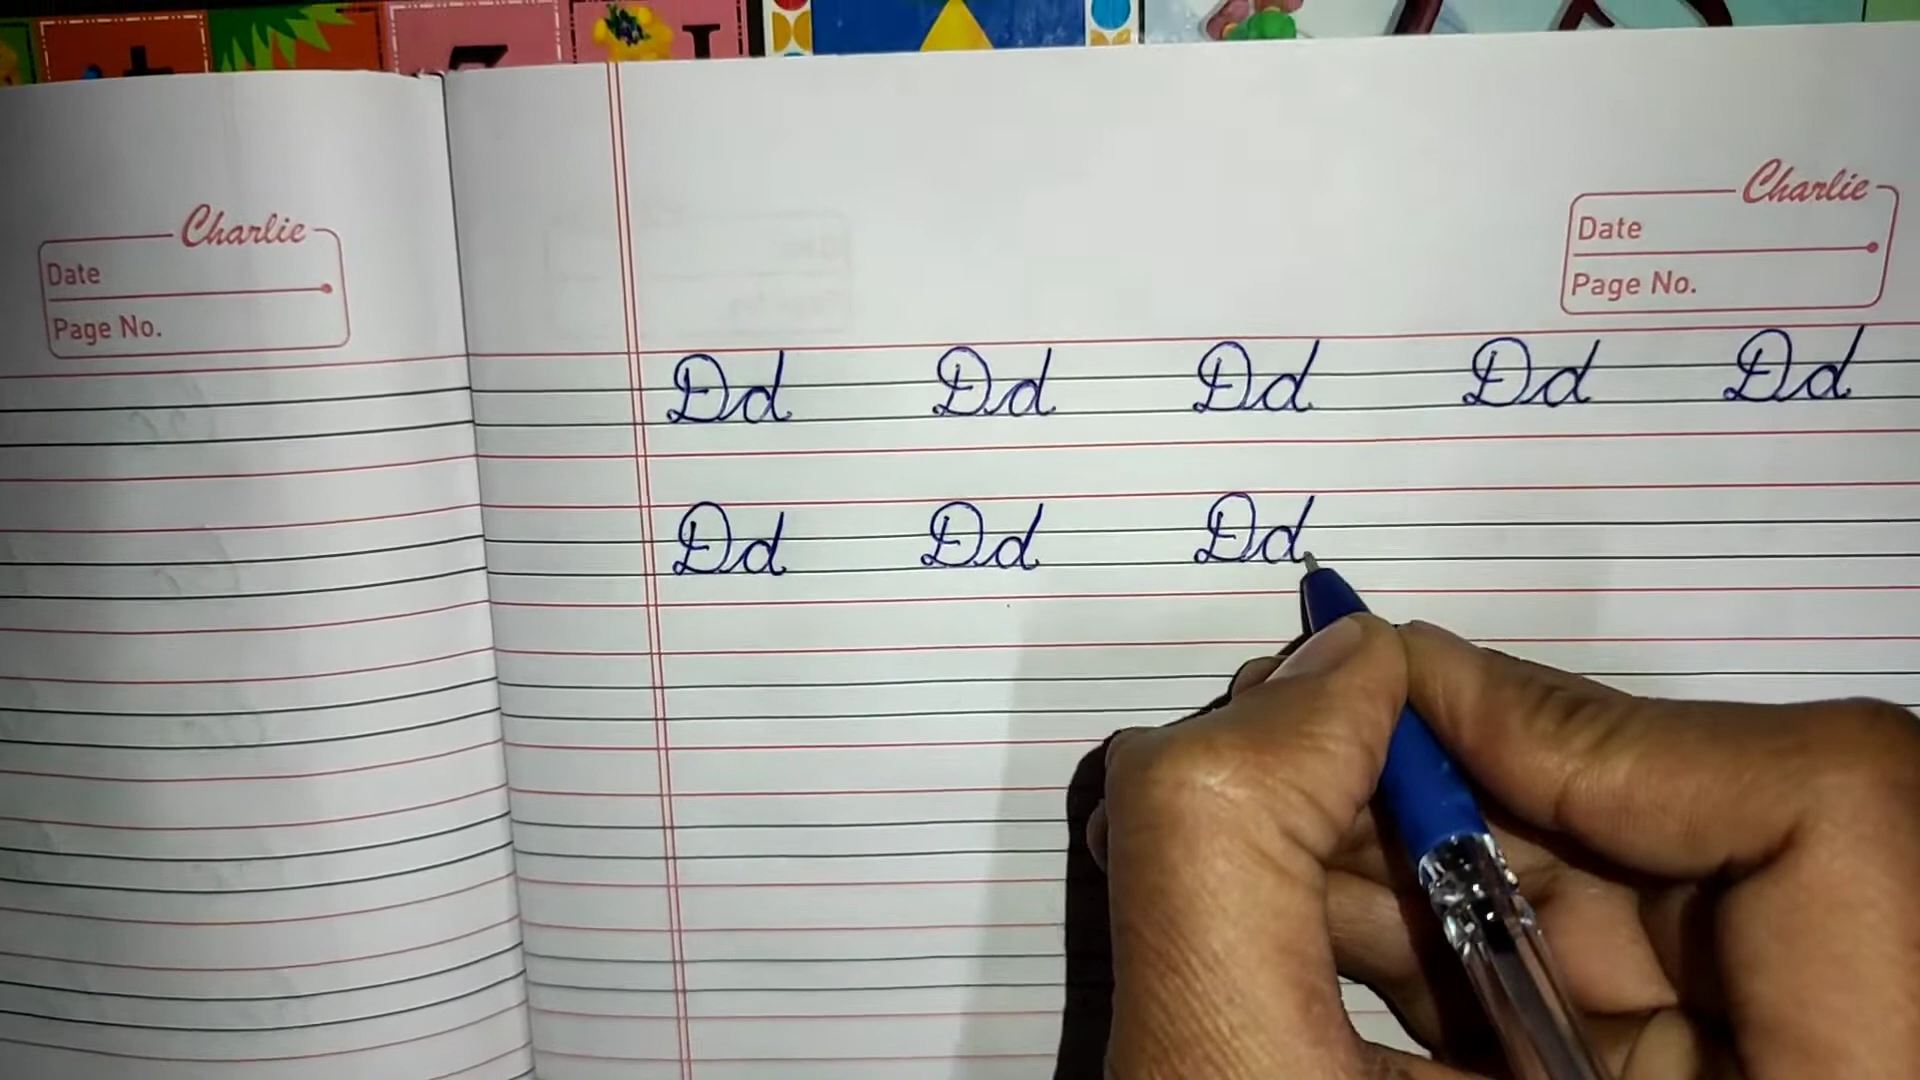 Charlie
Date
Page No.
Charlie
Date
Page No.
Dd Dd Dd Dd Dd
Dd Dd Dd